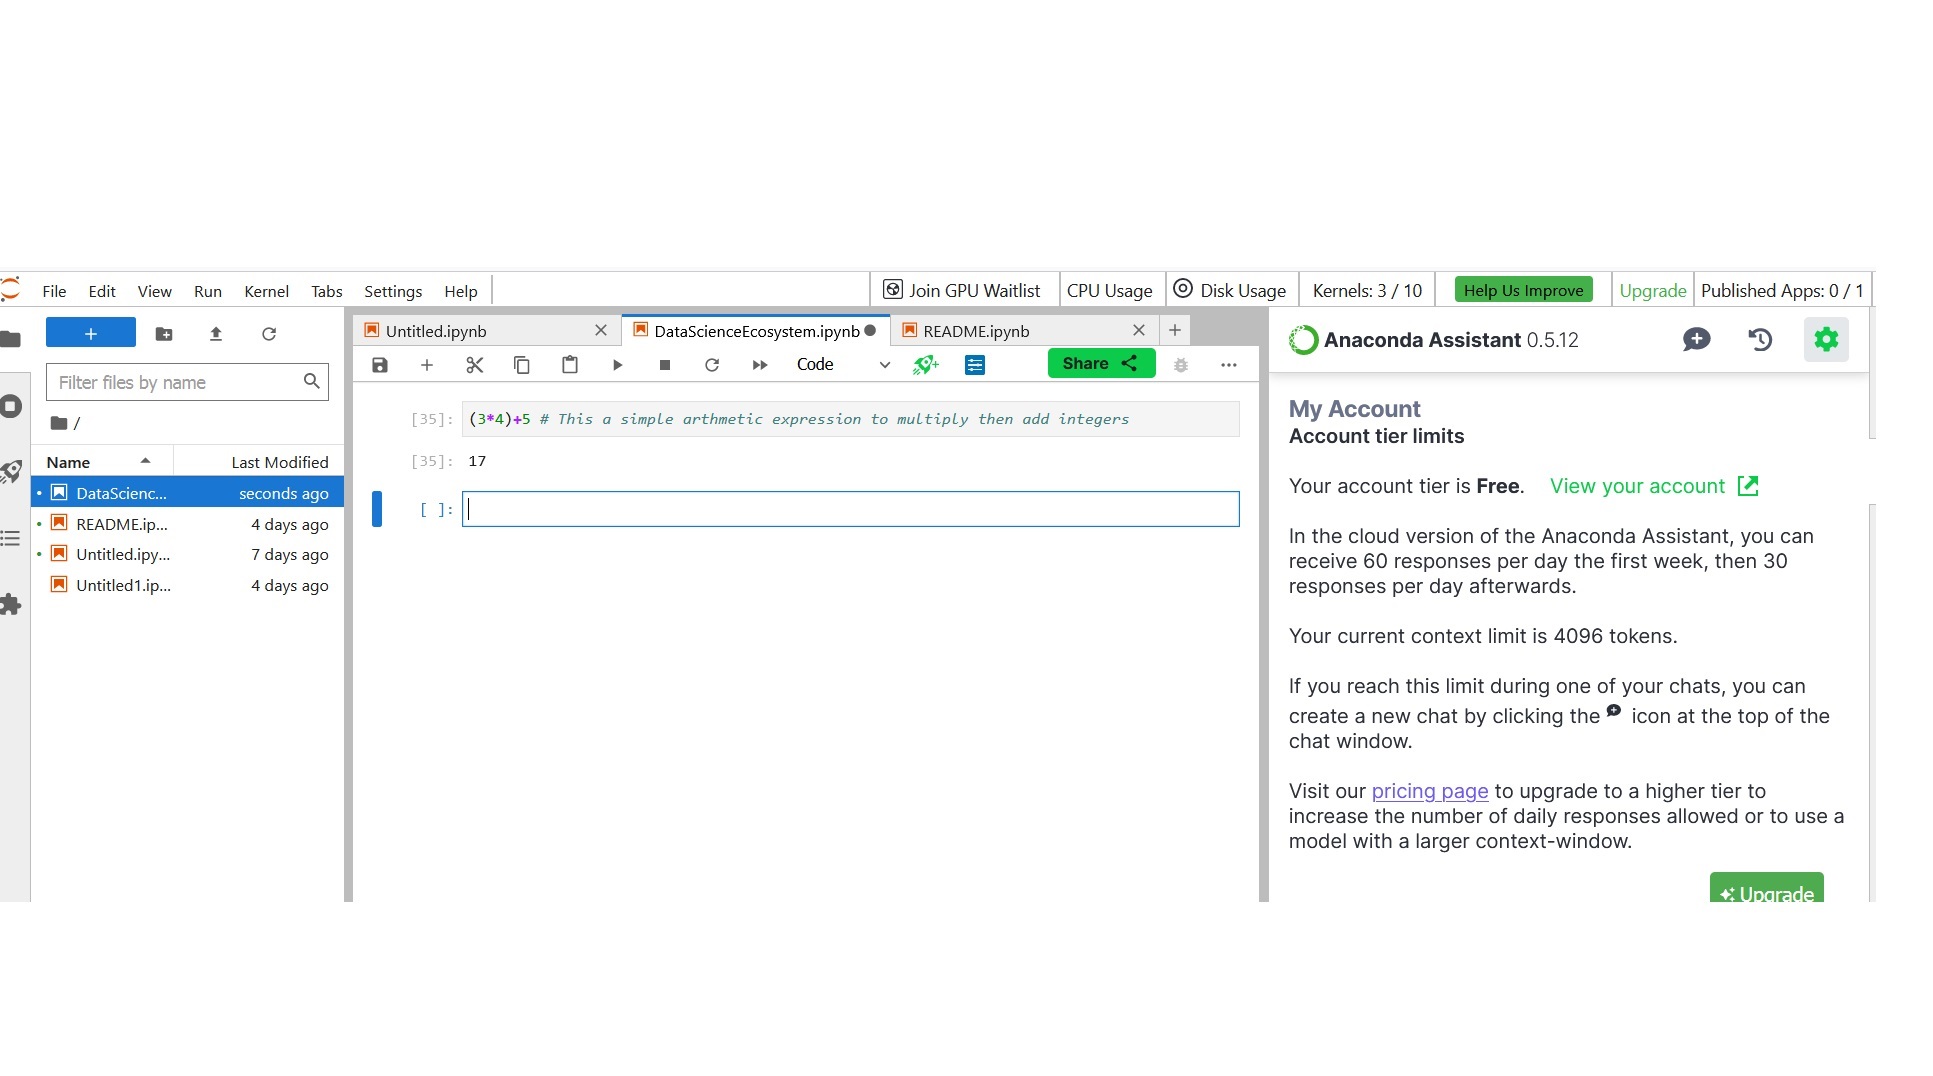 File Edit View Run Kernel Tabs Settings Help
Join GPU Waitlist CPU Usage Disk Usage Kernels: 3 / 10 Help Us Improve Upgrade Published Apps: 0 / 1
+
Filter files by name
/
Name Last Modified
DataScienc... seconds ago
README.ip... 4 days ago
Untitled.ipy... 7 days ago
Untitled1.ip... 4 days ago
Untitled.ipynb DataScienceEcosystem.ipynb README.ipynb +
Code Share
[35]: (3*4)+5 # This a simple arthmetic expression to multiply then add integers
[35]: 17
[ ]:
Anaconda Assistant 0.5.12
My Account
Account tier limits
Your account tier is Free. View your account
In the cloud version of the Anaconda Assistant, you can
receive 60 responses per day the first week, then 30
responses per day afterwards.
Your current context limit is 4096 tokens.
If you reach this limit during one of your chats, you can
create a new chat by clicking the icon at the top of the
chat window.
Visit our pricing page to upgrade to a higher tier to
increase the number of daily responses allowed or to use a
model with a larger context-window.
Upgrade